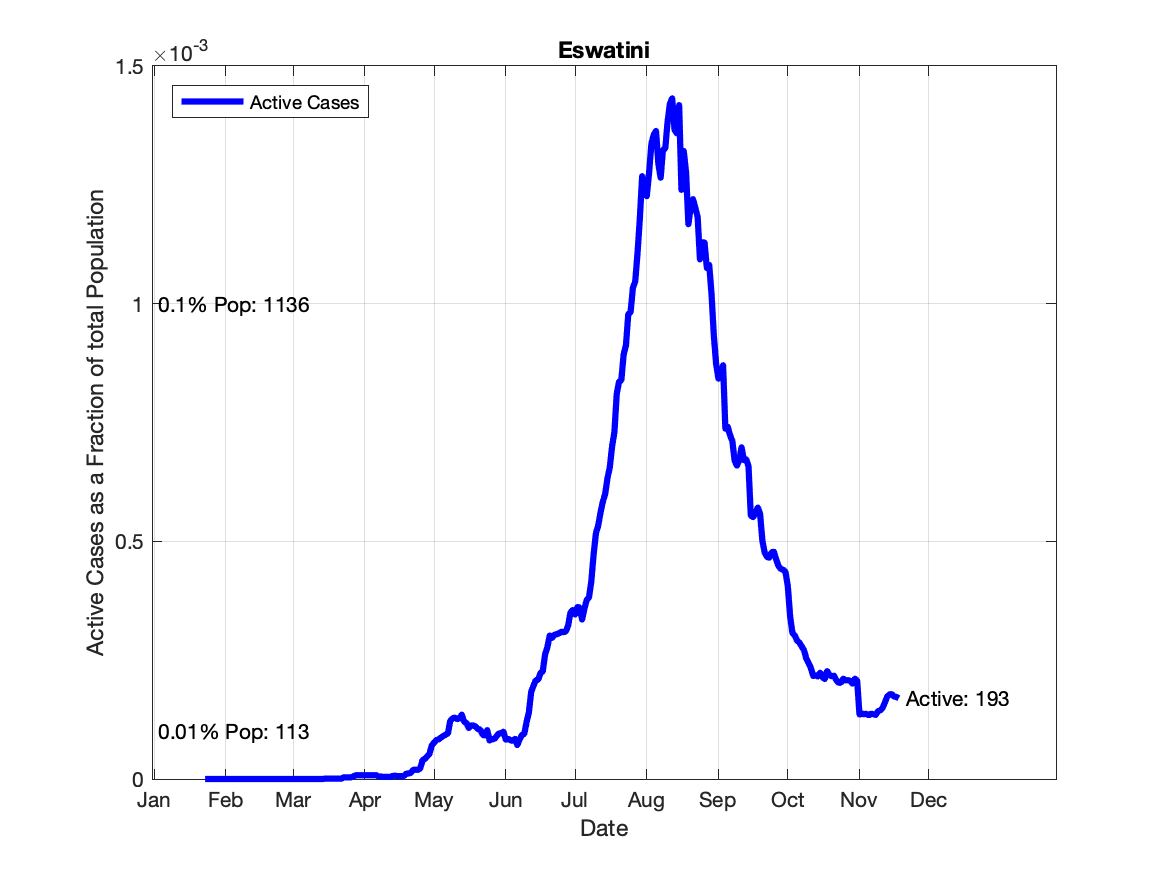 Eswatini
×10-3
1.5
Active Cases
1
0.1% Pop: 1136
0.5
0.01% Pop: 113
Active: 193
0
Jan Feb Mar Apr May Jun Jul Aug Sep Oct Nov Dec
Date
Active Cases as a Fraction of total Population